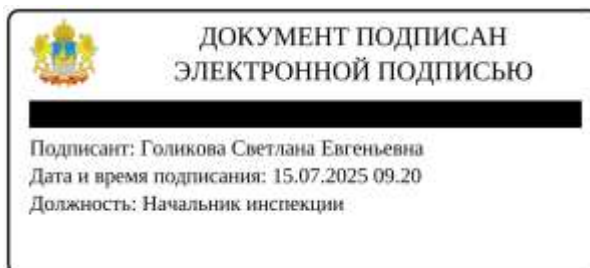 ДОКУМЕНТ ПОДПИСАН
ЭЛЕКТРОННОЙ ПОДПИСЬЮ
Подписант: Голикова Светлана Евгеньевна
Дата и время подписания: 15.07.2025 09.20
Должность: Начальник инспекции